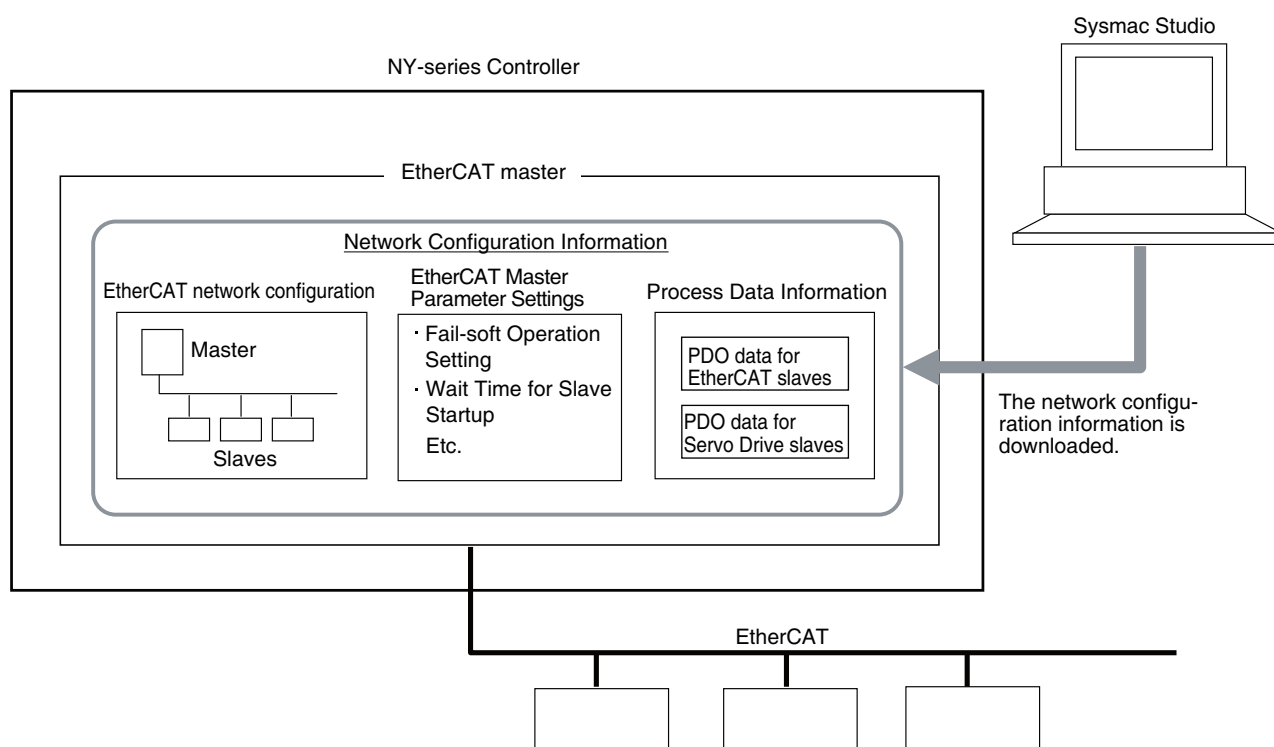 Sysmac Studio
NY-series Controller
EtherCAT master
Network Configuration Information
EtherCAT network configuration
Master
Slaves
EtherCAT Master
Parameter Settings
· Fail-soft Operation
Setting
· Wait Time for Slave
Startup
Etc.
Process Data Information
PDO data for
EtherCAT slaves
PDO data for
Servo Drive slaves
The network configu-
ration information is
downloaded.
EtherCAT